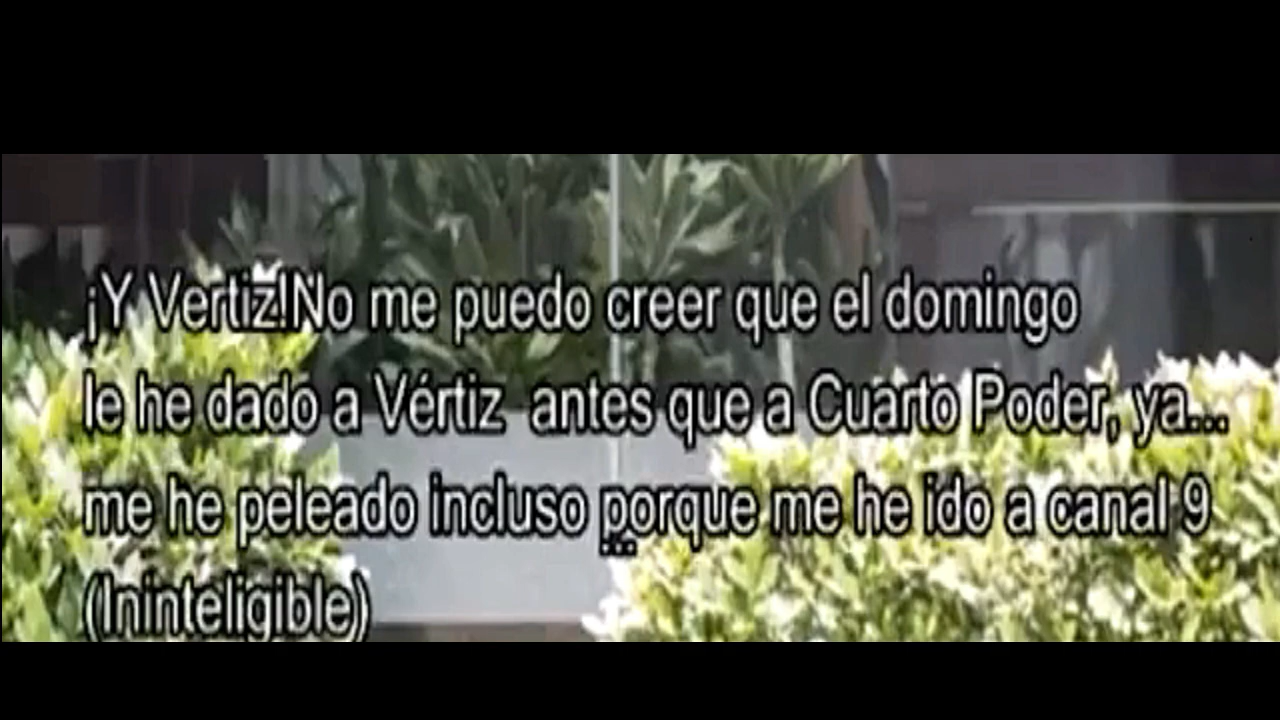 ¡Y Vertiz!No me puedo creer que el domingo
le he dado a Vértiz antes que a Cuarto Poder, ya...
me he peleado incluso porque me he ido a canal 9
...
(Ininteligible)